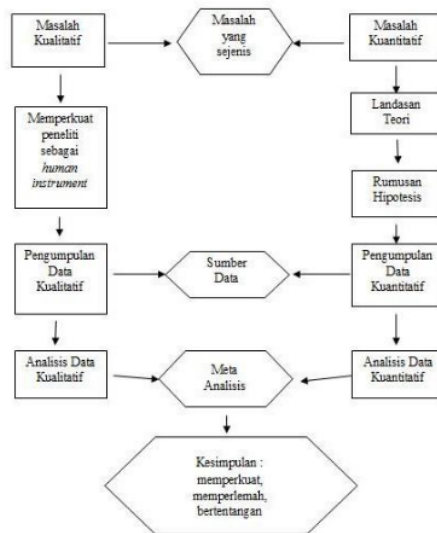 Masalah
Kualitatif
Masalah
yang
sejenis
Masalah
Kuantitatif
Memperkuat
peneliti
sebagai
human
instrument
Landasan
Teori
Rumusan
Hipotesis
Pengumpulan
Data
Kualitatif
Sumber
Data
Pengumpulan
Data
Kuantitatif
Analisis Data
Kualitatif
Meta
Analisis
Analisis Data
Kuantitatif
Kesimpulan :
memperkuat,
memperlemah,
bertentangan